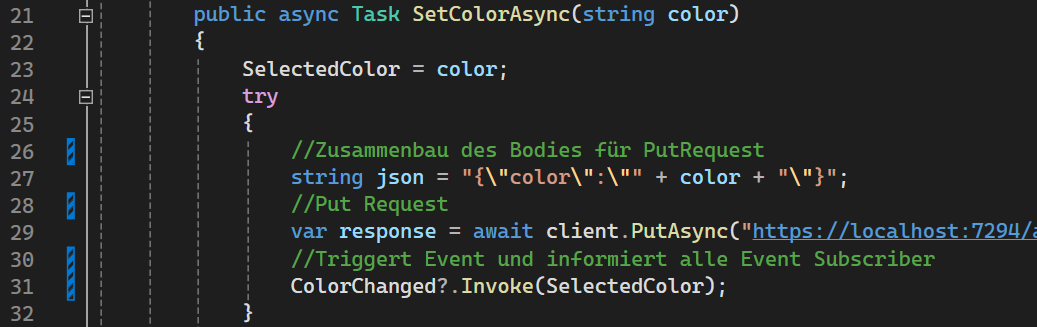 21 public async Task SetColorAsync(string color)
22 {
23 SelectedColor = color;
24 try
25 {
26 //Zusammenbau des Bodies für PutRequest
27 string json = "{\"color\":\"" + color + "\"}";
28 //Put Request
29 var response = await client.PutAsync("https://localhost:7294/a
30 //Triggert Event und informiert alle Event Subscriber
31 ColorChanged?.Invoke(SelectedColor);
32 }